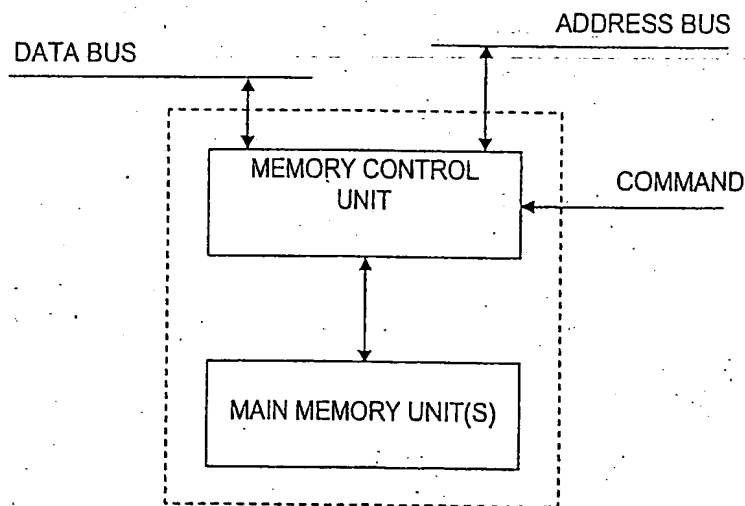 ADDRESS BUS
DATA BUS
MEMORY CONTROL
UNIT
COMMAND
MAIN MEMORY UNIT(S)